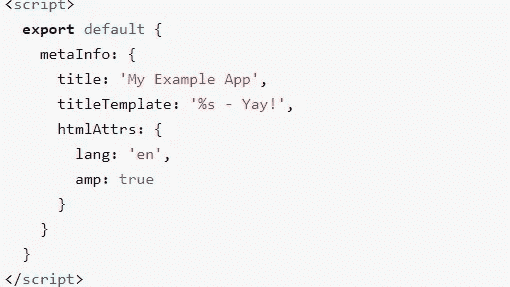 <script>
export default {
metaInfo: {
title: 'My Example App',
titleTemplate: '%s - Yay!',
htmlAttrs: {
lang: 'en',
amp: true
}
}
}
</script>